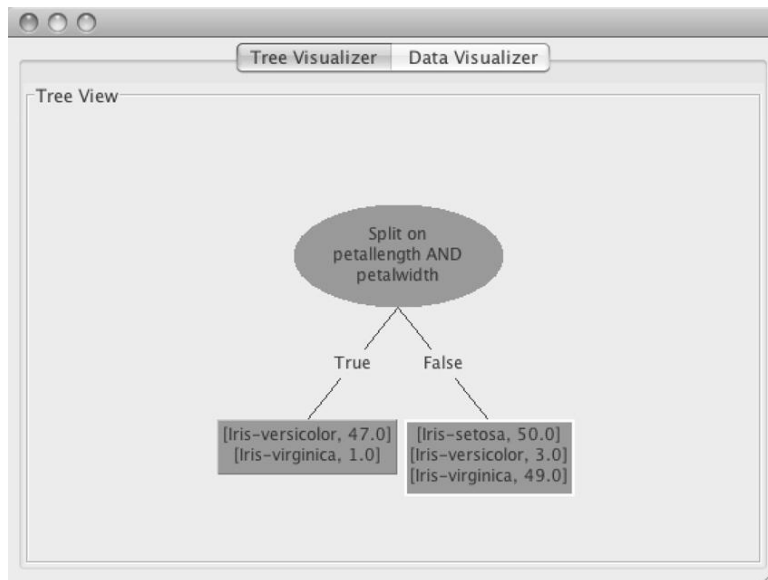 Tree Visualizer Data Visualizer
Tree View
Split on
petallength AND
petalwidth
True False
[Iris-versicolor, 47.0]
[Iris-virginica, 1.0]
[Iris-setosa, 50.0]
[Iris-versicolor, 3.0]
[Iris-virginica, 49.0]